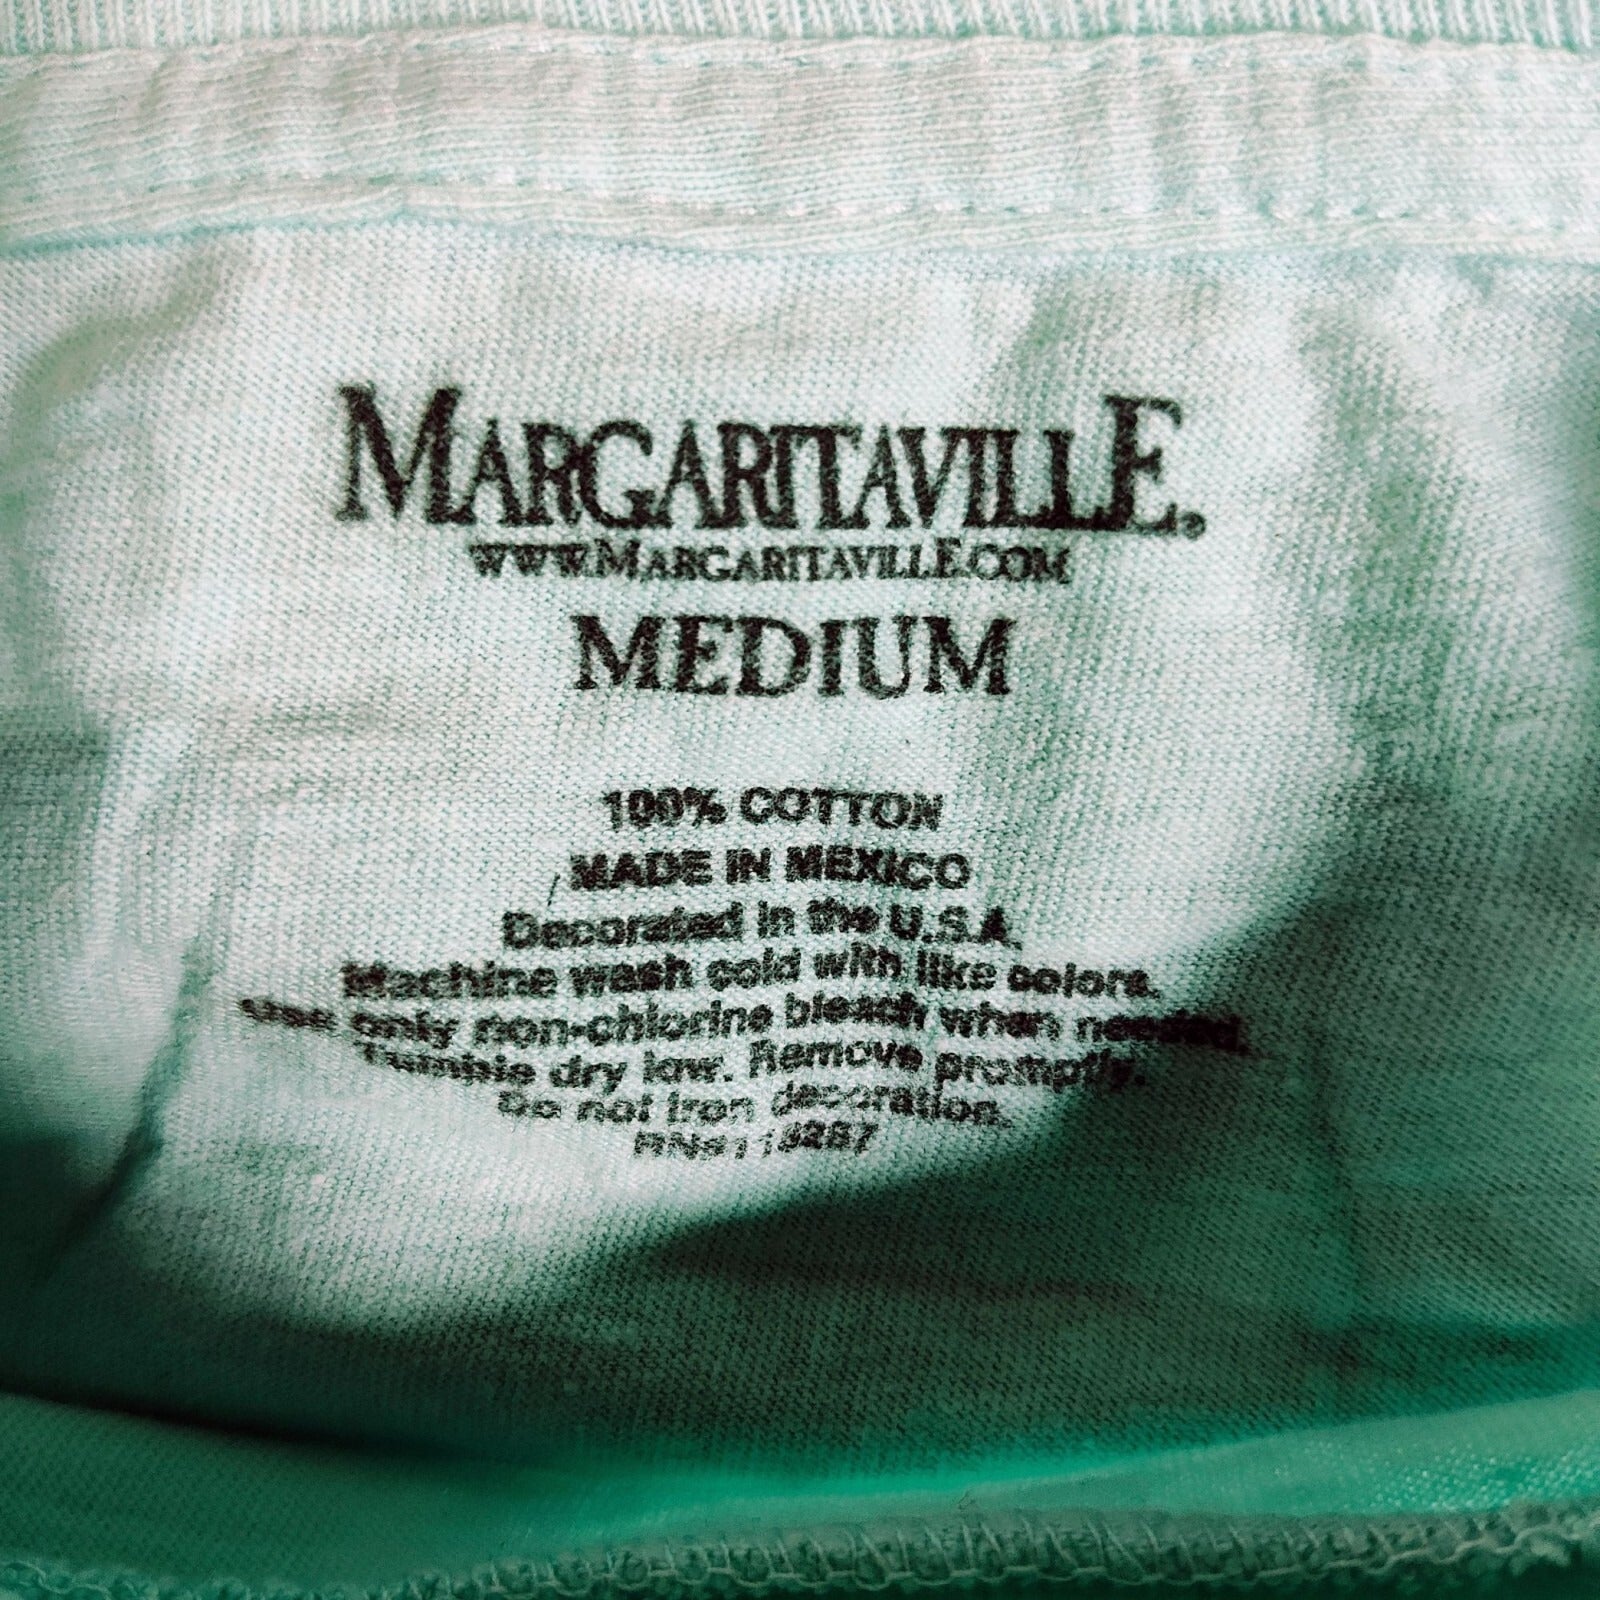 MARGARITAVILLE.
WWW.MARGARITAVILLE.COM
MEDIUM
100% COTTON
MADE IN MEXICO
Decorated in the U.S.A.
Machine wash cold with like colors.
Use only non-chlorine bleach when needed.
Tumble dry low. Remove promptly.
Do not iron decoration.